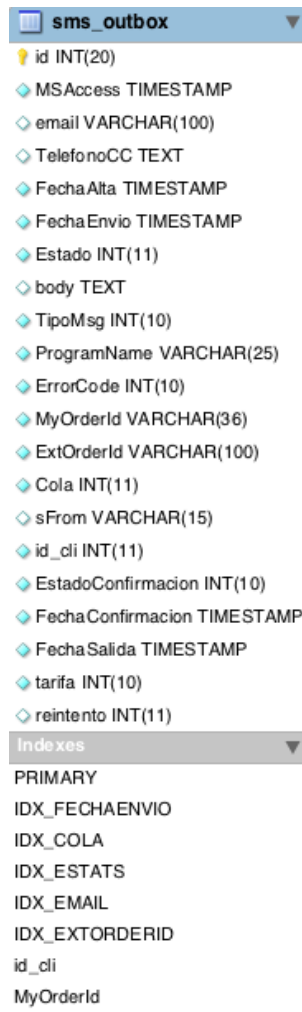 sms_outbox
id INT(20)
MSAccess TIMESTAMP
email VARCHAR(100)
TelefonoCC TEXT
FechaAlta TIMESTAMP
FechaEnvio TIMESTAMP
Estado INT(11)
body TEXT
TipoMsg INT(10)
ProgramName VARCHAR(25)
ErrorCode INT(10)
MyOrderId VARCHAR(36)
ExtOrderId VARCHAR(100)
Cola INT(11)
sFrom VARCHAR(15)
id_cli INT(11)
EstadoConfirmacion INT(10)
FechaConfirmacion TIMESTAMP
FechaSalida TIMESTAMP
tarifa INT(10)
reintento INT(11)
Indexes
PRIMARY
IDX_FECHAENVIO
IDX_COLA
IDX_ESTATS
IDX_EMAIL
IDX_EXTORDERID
id_cli
MyOrderId